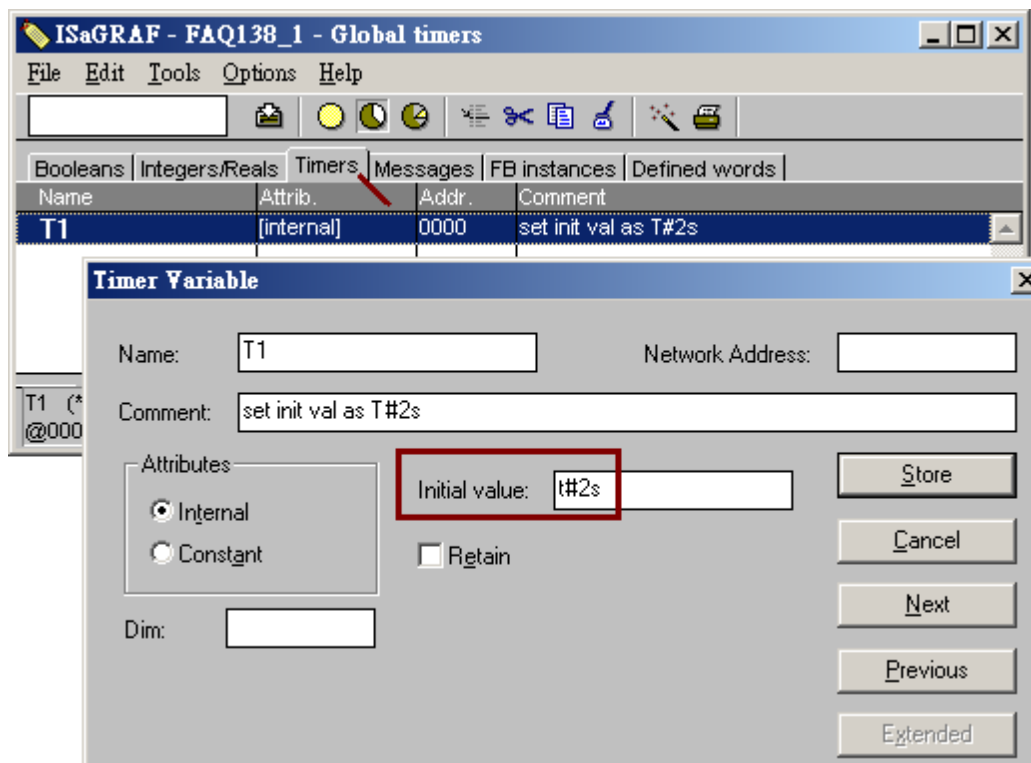 ISaGRAF - FAQ138_1 - Global timers
File Edit Tools Options Help
Booleans Integers/Reals Timers Messages FB instances Defined words
Name Attrib. Addr. Comment
T1 [internal] 0000 set init val as T#2s
T1 (*
@000
Timer Variable
Name: T1 Network Address:
Comment: set init val as T#2s
Attributes
Internal
Constant
Initial value: t#2s
Retain
Dim:
Store
Cancel
Next
Previous
Extended